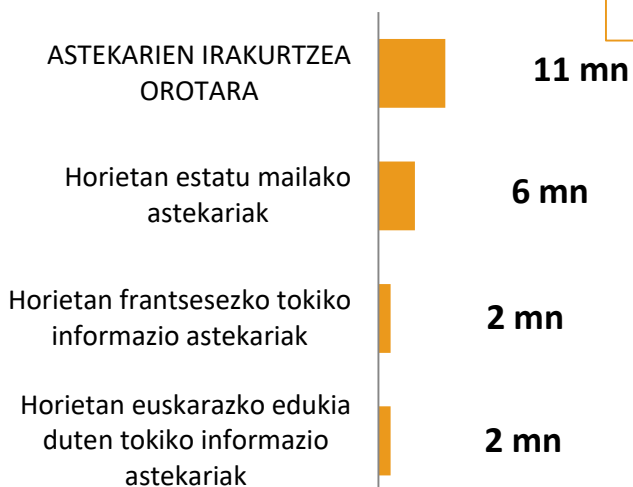 ASTEKARIEN IRAKURTZEA
OROTARA
11 mn
Horietan estatu mailako
astekariak
6 mn
Horietan frantsesezko tokiko
informazio astekariak
2 mn
Horietan euskarazko edukia
duten tokiko informazio
astekariak
2 mn